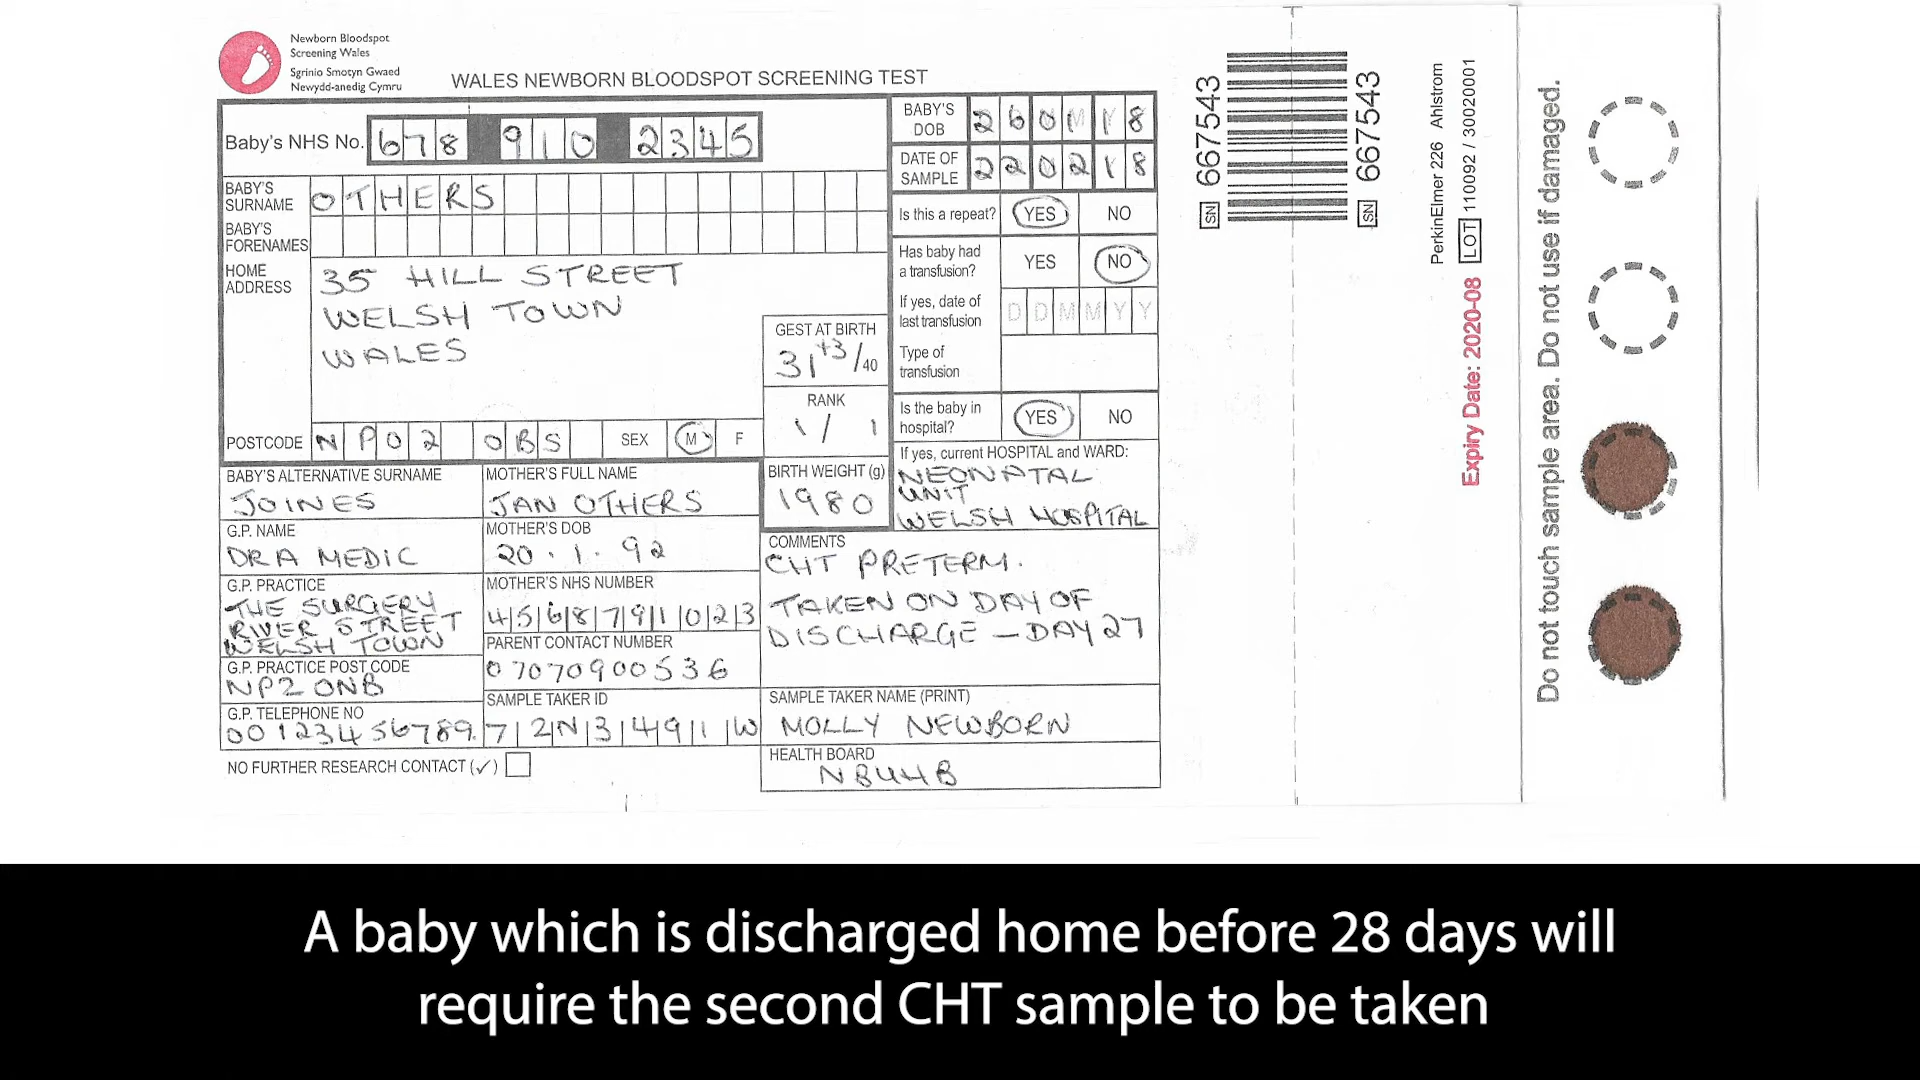 Newborn Bloodspot
Screening Wales
Sgrinio Smotyn Gwaed
Newydd-anedig Cymru
WALES NEWBORN BLOODSPOT SCREENING TEST
Baby's NHS No. 678 910 2345
BABY'S SURNAME OTHERS
BABY'S FORENAMES
HOME ADDRESS
35 HILL STREET
WELSH TOWN
WALES
POSTCODE NP02 0BS SEX M F
GEST AT BIRTH
31+3/40
RANK
1/1
BIRTH WEIGHT (g)
1980
BABY'S DOB 260118
DATE OF SAMPLE 220218
Is this a repeat? YES NO
Has baby had a transfusion? YES NO
If yes, date of last transfusion D D M M Y Y
Type of transfusion
Is the baby in hospital? YES NO
If yes, current HOSPITAL and WARD:
NEONATAL
UNIT
WELSH HOSPITAL
BABY'S ALTERNATIVE SURNAME
JOINES
MOTHER'S FULL NAME
JAN OTHERS
G.P. NAME
DR A MEDIC
MOTHER'S DOB
20.1.92
G.P. PRACTICE
THE SURGERY
RIVER STREET
WELSH TOWN
MOTHER'S NHS NUMBER
4568791023
PARENT CONTACT NUMBER
07070900536
G.P. PRACTICE POST CODE
NP2 0NB
SAMPLE TAKER ID
72N3491W
G.P. TELEPHONE NO
00123456789.
NO FURTHER RESEARCH CONTACT (✓)
COMMENTS
CHT PRETERM.
TAKEN ON DAY OF
DISCHARGE – DAY 27
SAMPLE TAKER NAME (PRINT)
MOLLY NEWBORN
HEALTH BOARD
NBUHB
SN 667543
SN 667543
PerkinElmer 226 Ahlstrom
LOT 110092 / 30020001
Expiry Date: 2020-08
Do not touch sample area. Do not use if damaged.
A baby which is discharged home before 28 days will
require the second CHT sample to be taken